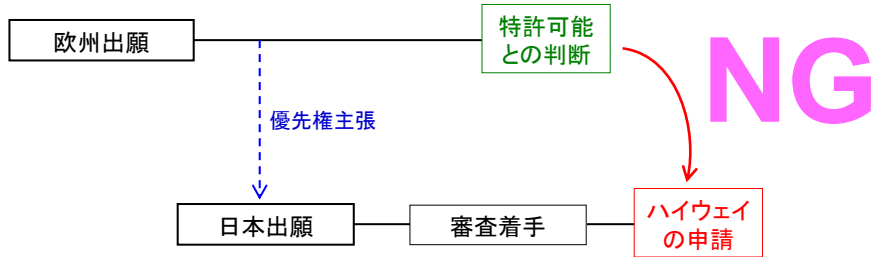 欧州出願
特許可能
との判断
NG
優先権主張
日本出願
審査着手
ハイウェイ
の申請